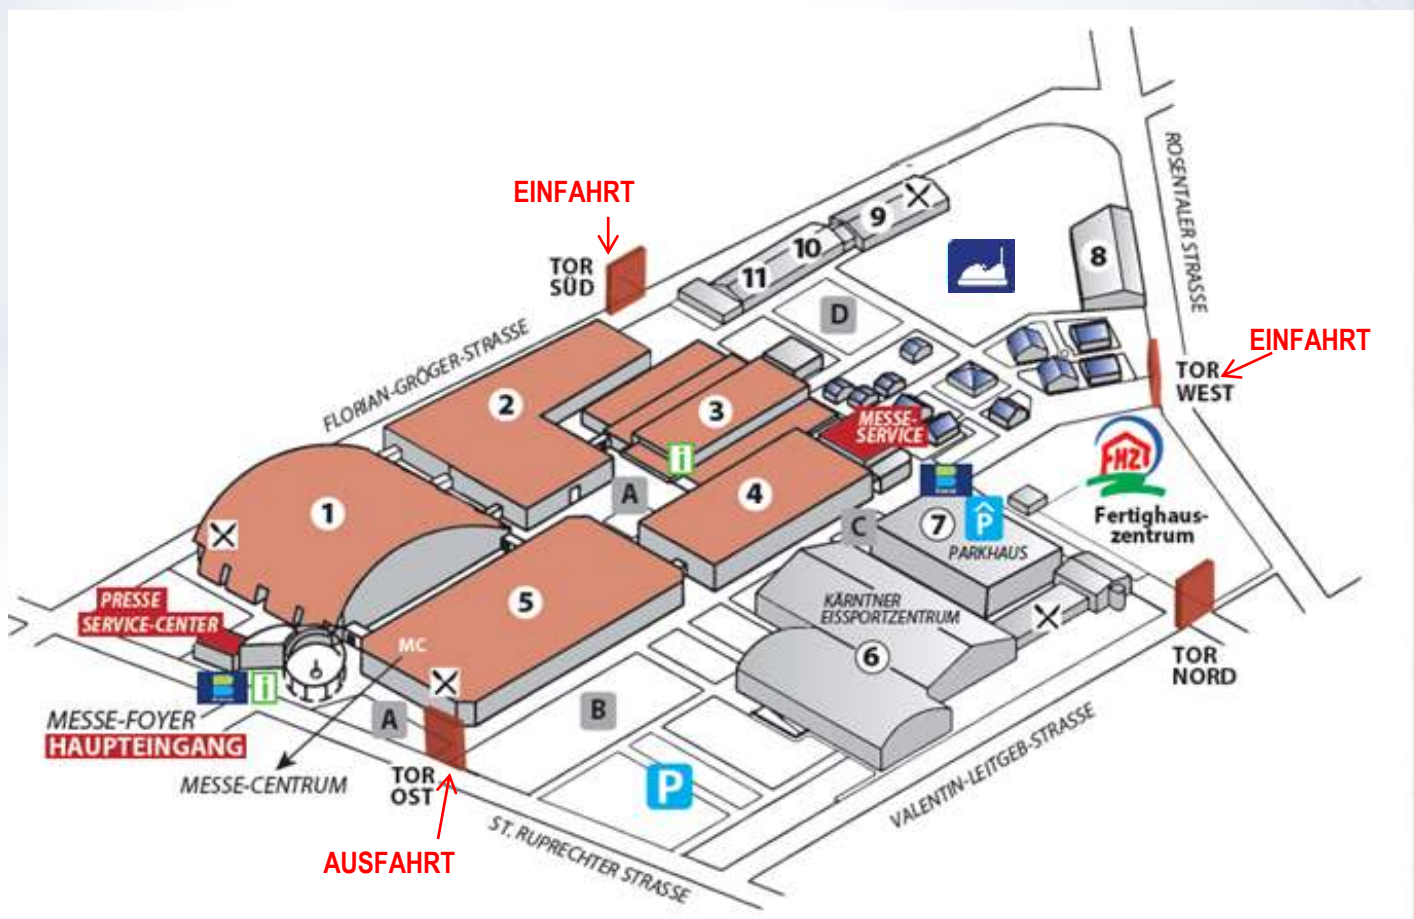 EINFAHRT
TOR
SÜD
FLORIAN-GRÖGER-STRASSE
ROSENTALER STRASSE
9
10
11
8
D
EINFAHRT
TOR
WEST
2
3
MESSE-
SERVICE
i
4
A
1
C
7
P
PARKHAUS
FHZ
Fertighaus-
zentrum
5
MC
KÄRNTNER
EISSPORTZENTRUM
6
PRESSE
SERVICE-CENTER
i
MESSE-FOYER
HAUPTEINGANG
MESSE-CENTRUM
A
B
P
TOR
OST
TOR
NORD
AUSFAHRT
ST. RUPRECHTER STRASSE
VALENTIN-LEITGEB-STRASSE